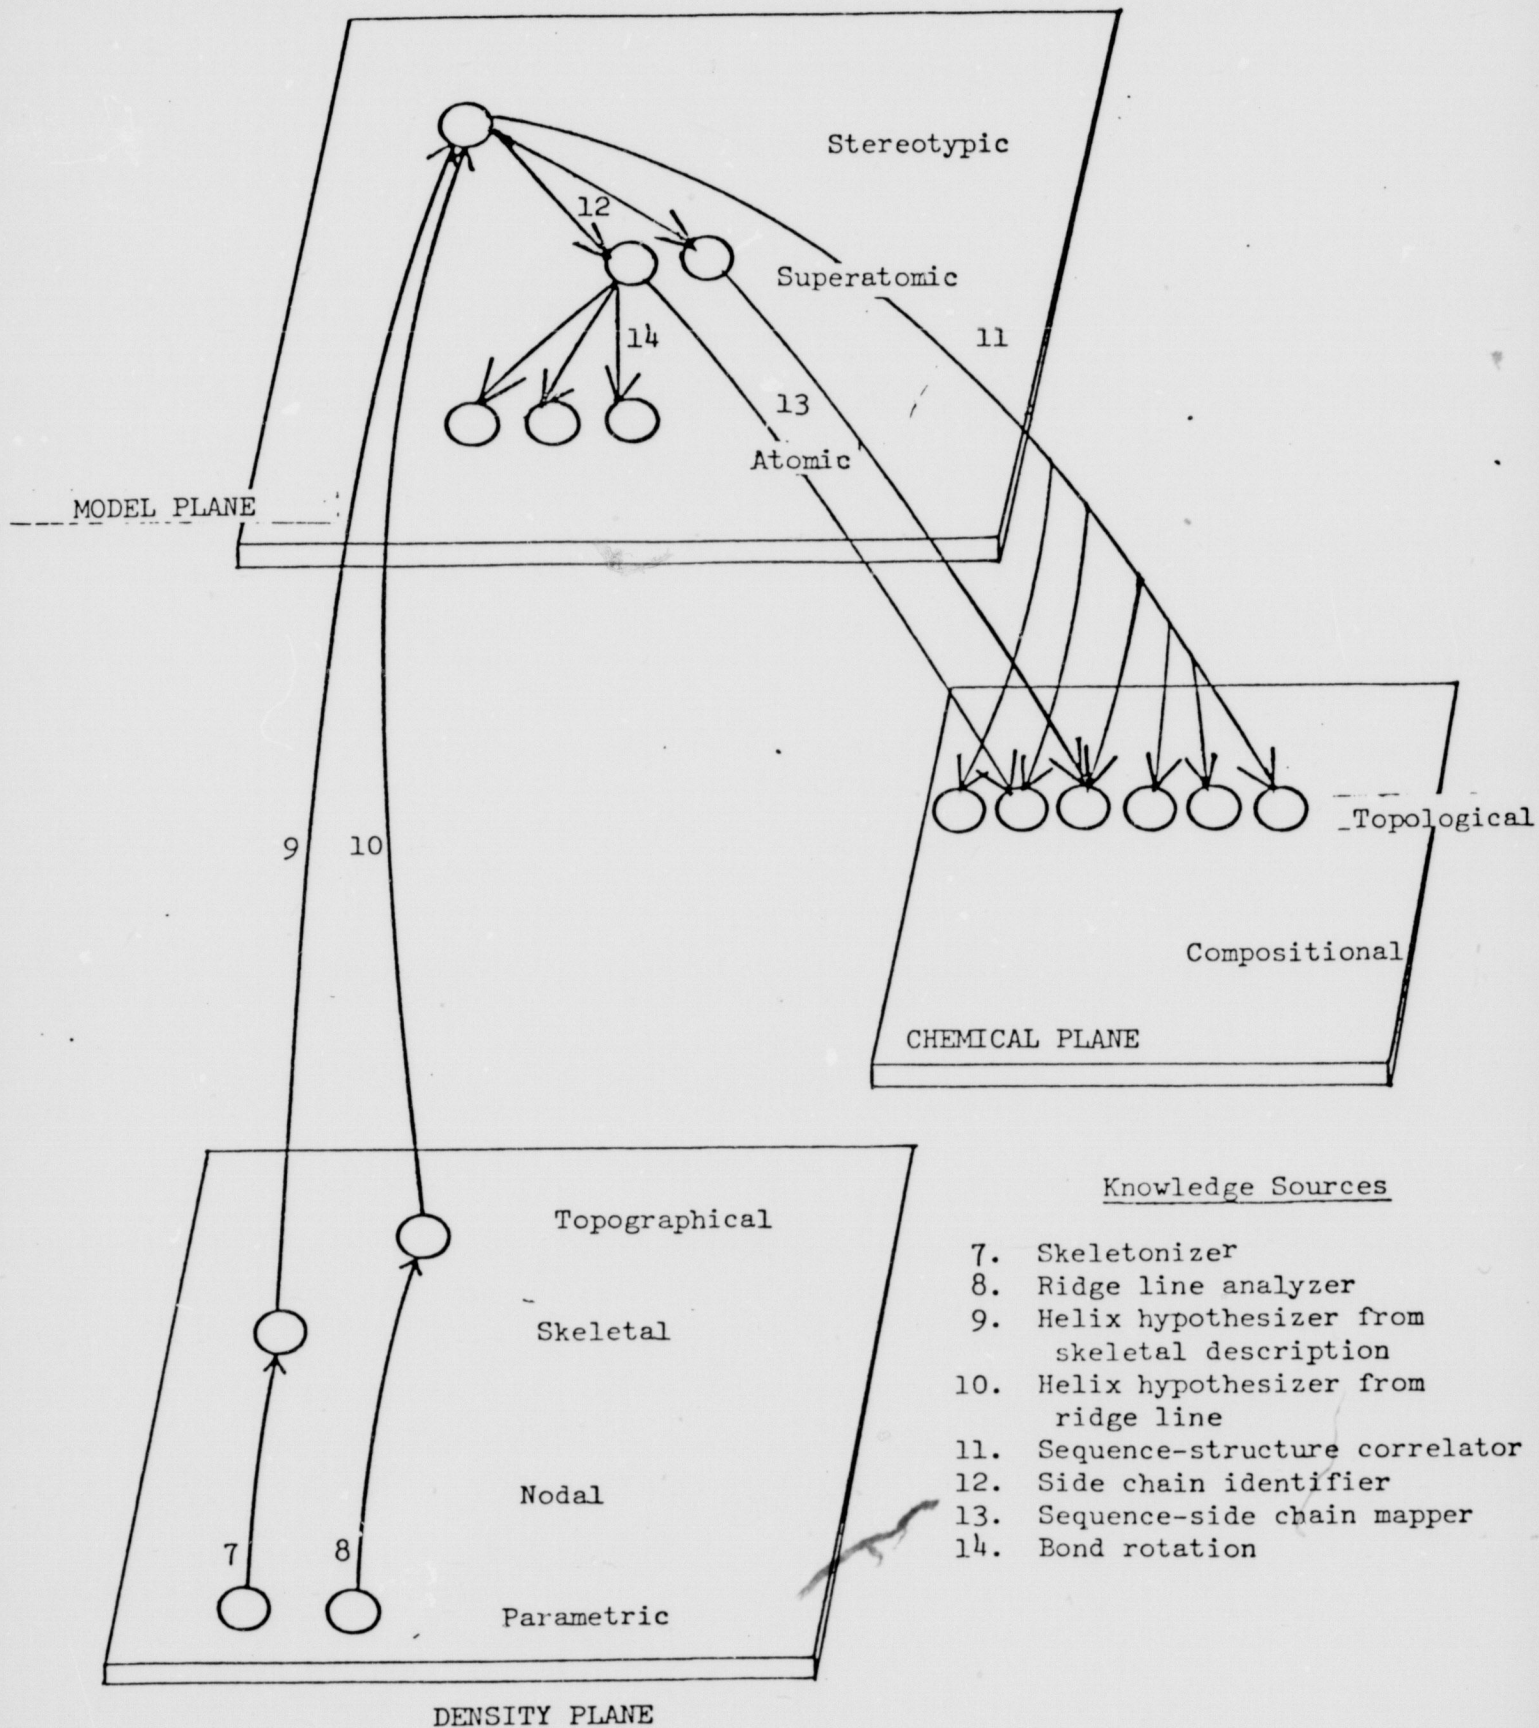 Stereotypic
12
Superatomic
14
11
13
Atomic
MODEL PLANE
9
10
Topological
Compositional
CHEMICAL PLANE
Knowledge Sources
Topographical
7. Skeletonizer
8. Ridge line analyzer
Skeletal
9. Helix hypothesizer from
skeletal description
10. Helix hypothesizer from
ridge line
11. Sequence-structure correlator
12. Side chain identifier
Nodal
13. Sequence-side chain mapper
14. Bond rotation
7
8
Parametric
DENSITY PLANE